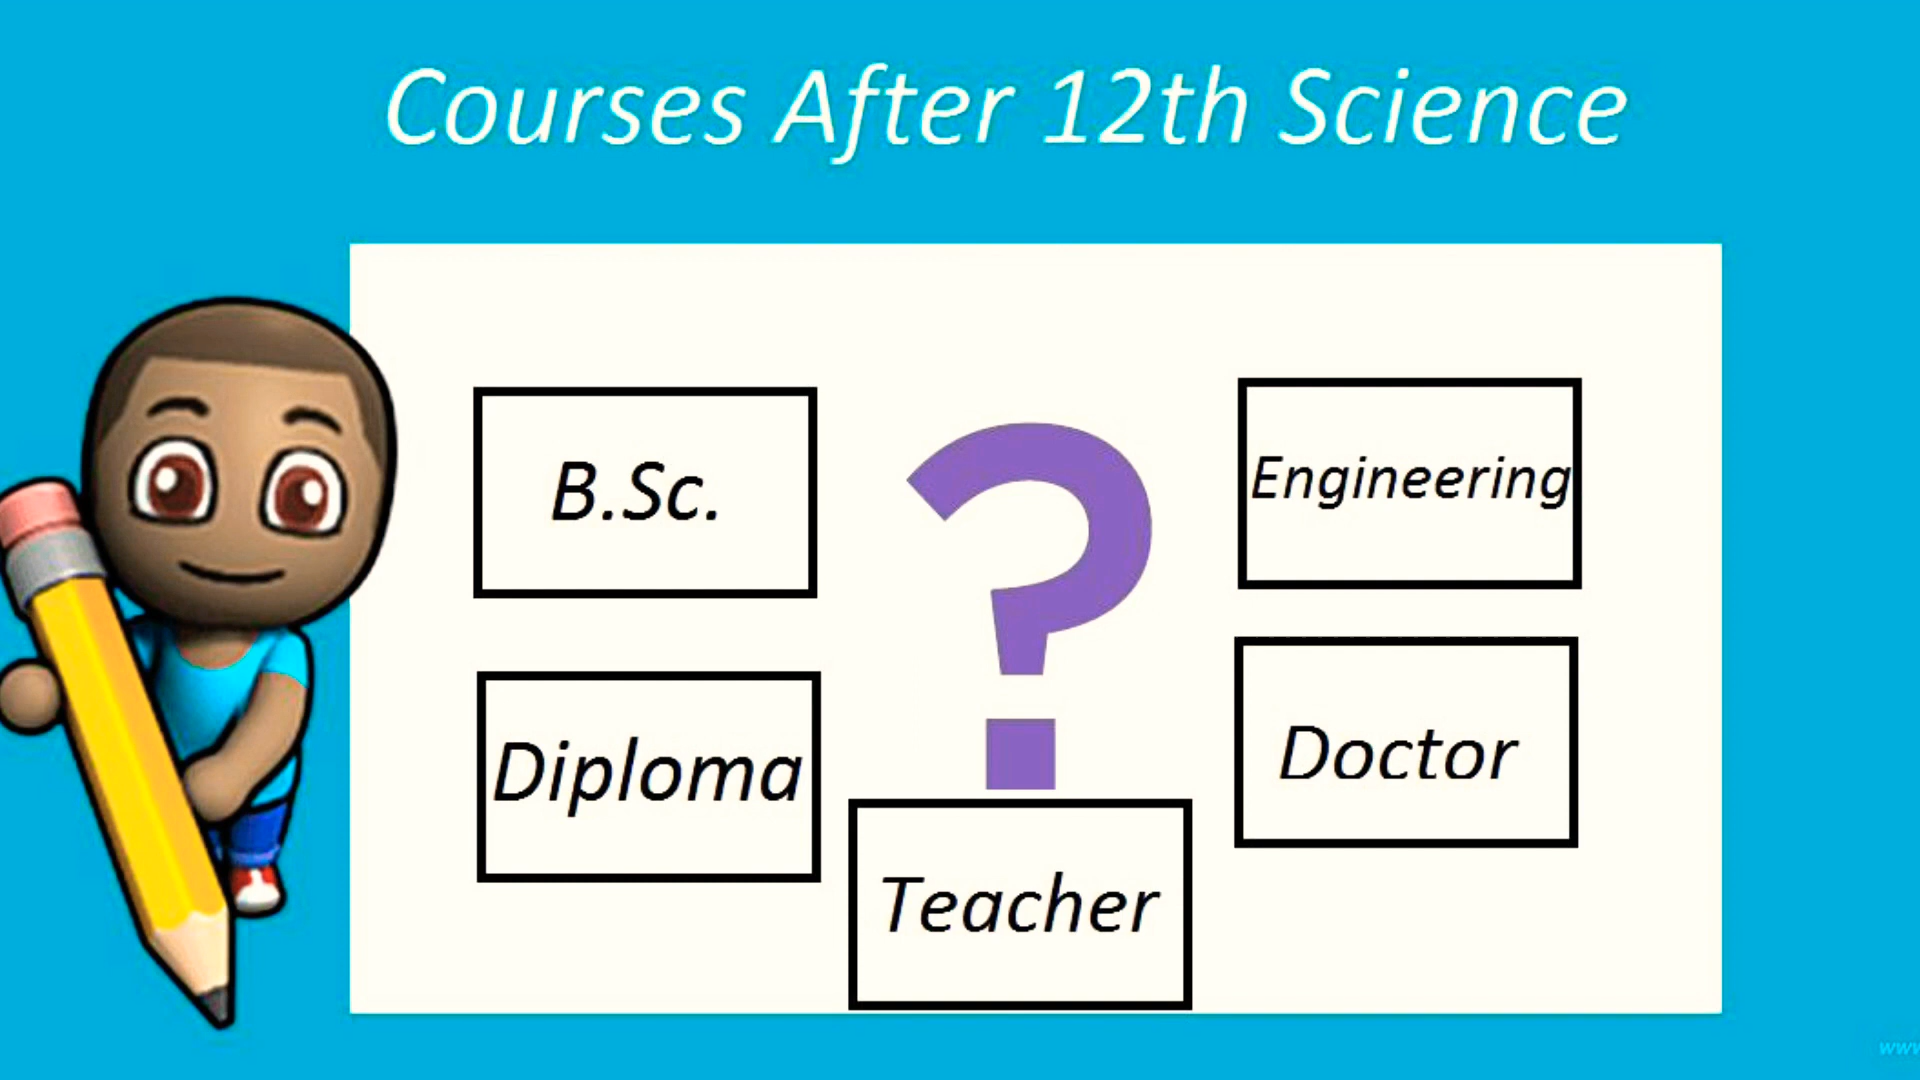 Courses After 12th Science
B.Sc.
Engineering
Diploma
Doctor
Teacher